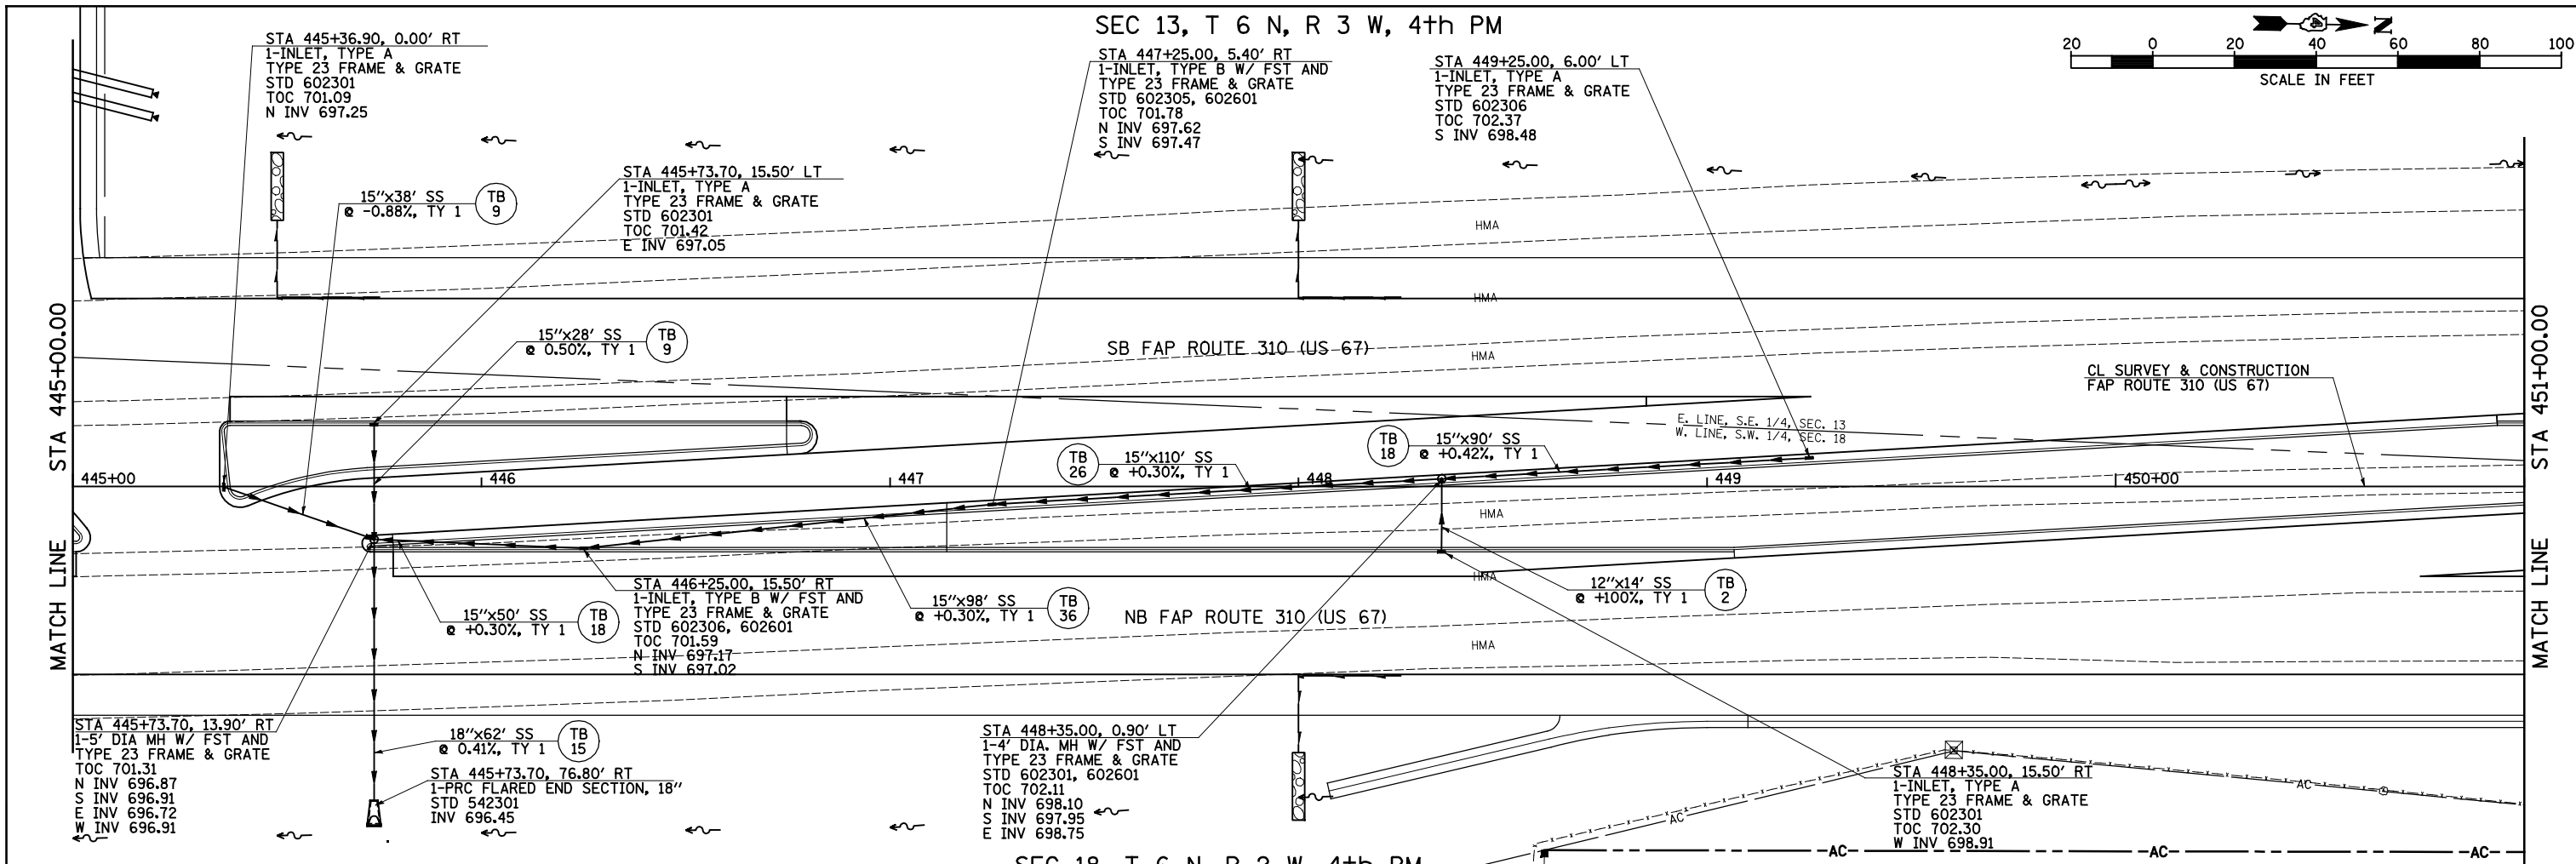 SEC 13, T 6 N, R 3 W, 4th PM
N
20 0 20 40 60 80 100
SCALE IN FEET
STA 445+36.90, 0.00' RT
1-INLET, TYPE A
TYPE 23 FRAME & GRATE
STD 602301
TOC 701.09
N INV 697.25
STA 447+25.00, 5.40' RT
1-INLET, TYPE B W/ FST AND
TYPE 23 FRAME & GRATE
STD 602305, 602601
TOC 701.78
N INV 697.62
S INV 697.47
STA 449+25.00, 6.00' LT
1-INLET, TYPE A
TYPE 23 FRAME & GRATE
STD 602306
TOC 702.37
S INV 698.48
STA 445+73.70, 15.50' LT
1-INLET, TYPE A
TYPE 23 FRAME & GRATE
STD 602301
TOC 701.42
E INV 697.05
15"x38' SS
@ -0.88%, TY 1
TB
9
HMA
HMA
15"x28' SS
@ 0.50%, TY 1
TB
9
SB FAP ROUTE 310 (US 67)
HMA
CL SURVEY & CONSTRUCTION
FAP ROUTE 310 (US 67)
MATCH LINE STA 445+00.00
MATCH LINE STA 451+00.00
E. LINE, S.E. 1/4, SEC. 13
W. LINE, S.W. 1/4, SEC. 18
TB
26
15"x110' SS
@ +0.30%, TY 1
TB
18
15"x90' SS
@ +0.42%, TY 1
445+00 446 447 448 449 450+00
HMA
HMA
STA 446+25.00, 15.50' RT
1-INLET, TYPE B W/ FST AND
TYPE 23 FRAME & GRATE
STD 602306, 602601
TOC 701.59
N INV 697.17
S INV 697.02
15"x50' SS
@ +0.30%, TY 1
TB
18
15"x98' SS
@ +0.30%, TY 1
TB
36
NB FAP ROUTE 310 (US 67)
12"x14' SS
@ +100%, TY 1
TB
2
HMA
STA 445+73.70, 13.90' RT
1-5' DIA MH W/ FST AND
TYPE 23 FRAME & GRATE
TOC 701.31
N INV 696.87
S INV 696.91
E INV 696.72
W INV 696.91
18"x62' SS
@ 0.41%, TY 1
TB
15
STA 445+73.70, 76.80' RT
1-PRC FLARED END SECTION, 18"
STD 542301
INV 696.45
STA 448+35.00, 0.90' LT
1-4' DIA. MH W/ FST AND
TYPE 23 FRAME & GRATE
STD 602301, 602601
TOC 702.11
N INV 698.10
S INV 697.95
E INV 698.75
STA 448+35.00, 15.50' RT
1-INLET, TYPE A
TYPE 23 FRAME & GRATE
STD 602301
TOC 702.30
W INV 698.91
AC
AC
AC AC AC
SEC 18, T 6 N, R 2 W, 4th PM